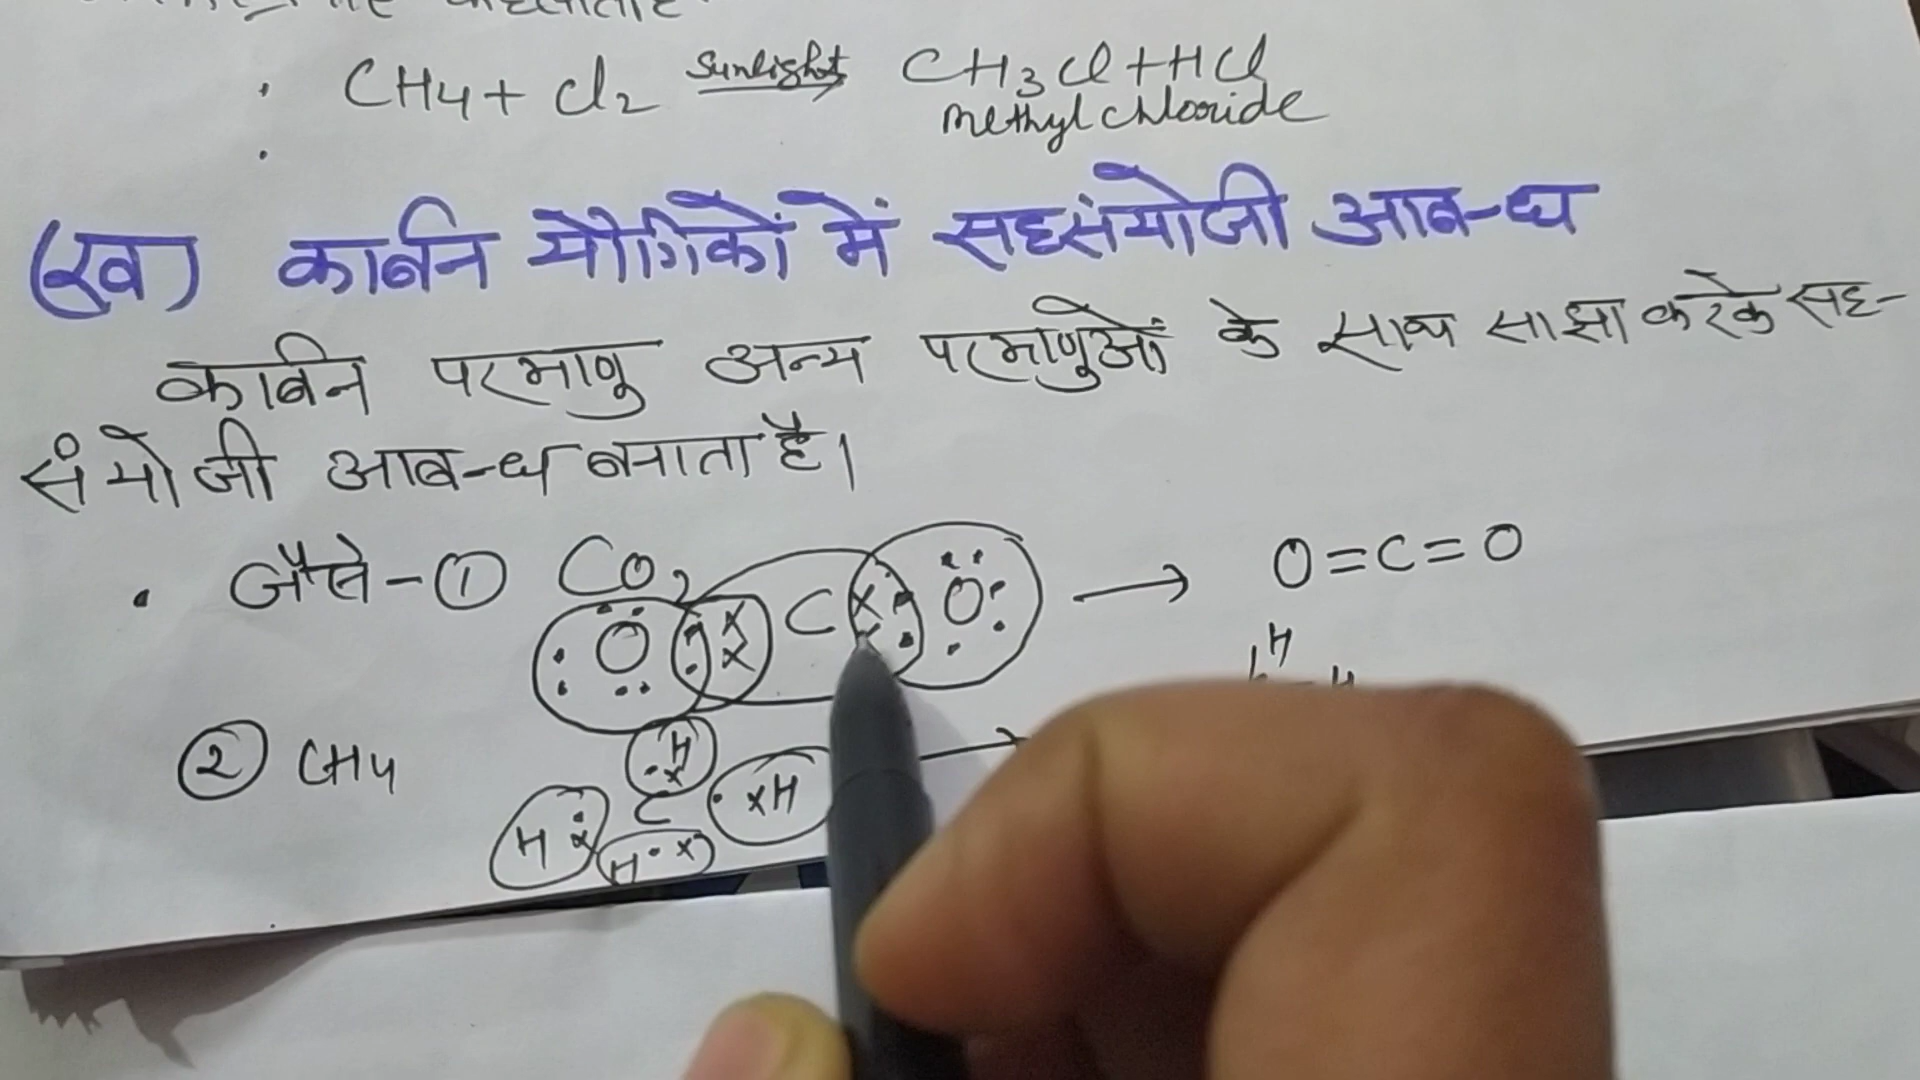 CH4 + Cl2 Sunlight CH3Cl + HCl
Methyl chloride
(ख) कार्बन यौगिकों में सहसंयोजी आबन्ध
कार्बन परमाणु अन्य परमाणुओं के साथ साझा करके सह-
संयोजी आबन्ध बनाता है।
जैसे - ① CO2 O C O → O=C=O
H
② CH4 H C H H H